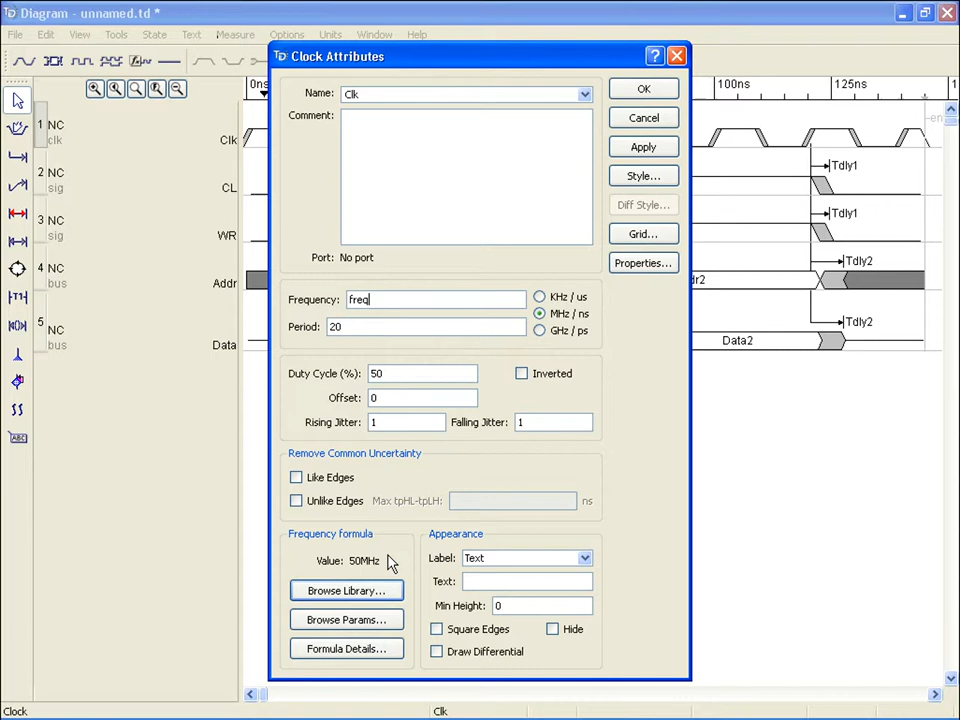 Diagram - unnamed.td *
File Edit View Tools State Text Measure Options Units Window Help
Clock Attributes
Name: Clk
Comment:
Port: No port
OK
Cancel
Apply
Style...
Diff Style...
Grid...
Properties...
Frequency: freq
KHz / us
MHz / ns
GHz / ps
Period: 20
Duty Cycle (%): 50
Inverted
Offset: 0
Rising Jitter: 1 Falling Jitter: 1
Remove Common Uncertainty
Like Edges
Unlike Edges Max tpHL-tpLH: ns
Frequency formula
Value: 50MHz
Browse Library...
Browse Params...
Formula Details...
Appearance
Label: Text
Text:
Min Height: 0
Square Edges Hide
Draw Differential
0ns 100ns 125ns
1 NC
clk Clk
2 NC
sig CL
3 NC
sig WR
4 NC
bus Addr
5 NC
bus Data
Tdly1
Tdly1
Tdly2
Tdly2
Data2
ABC
Clock Clk